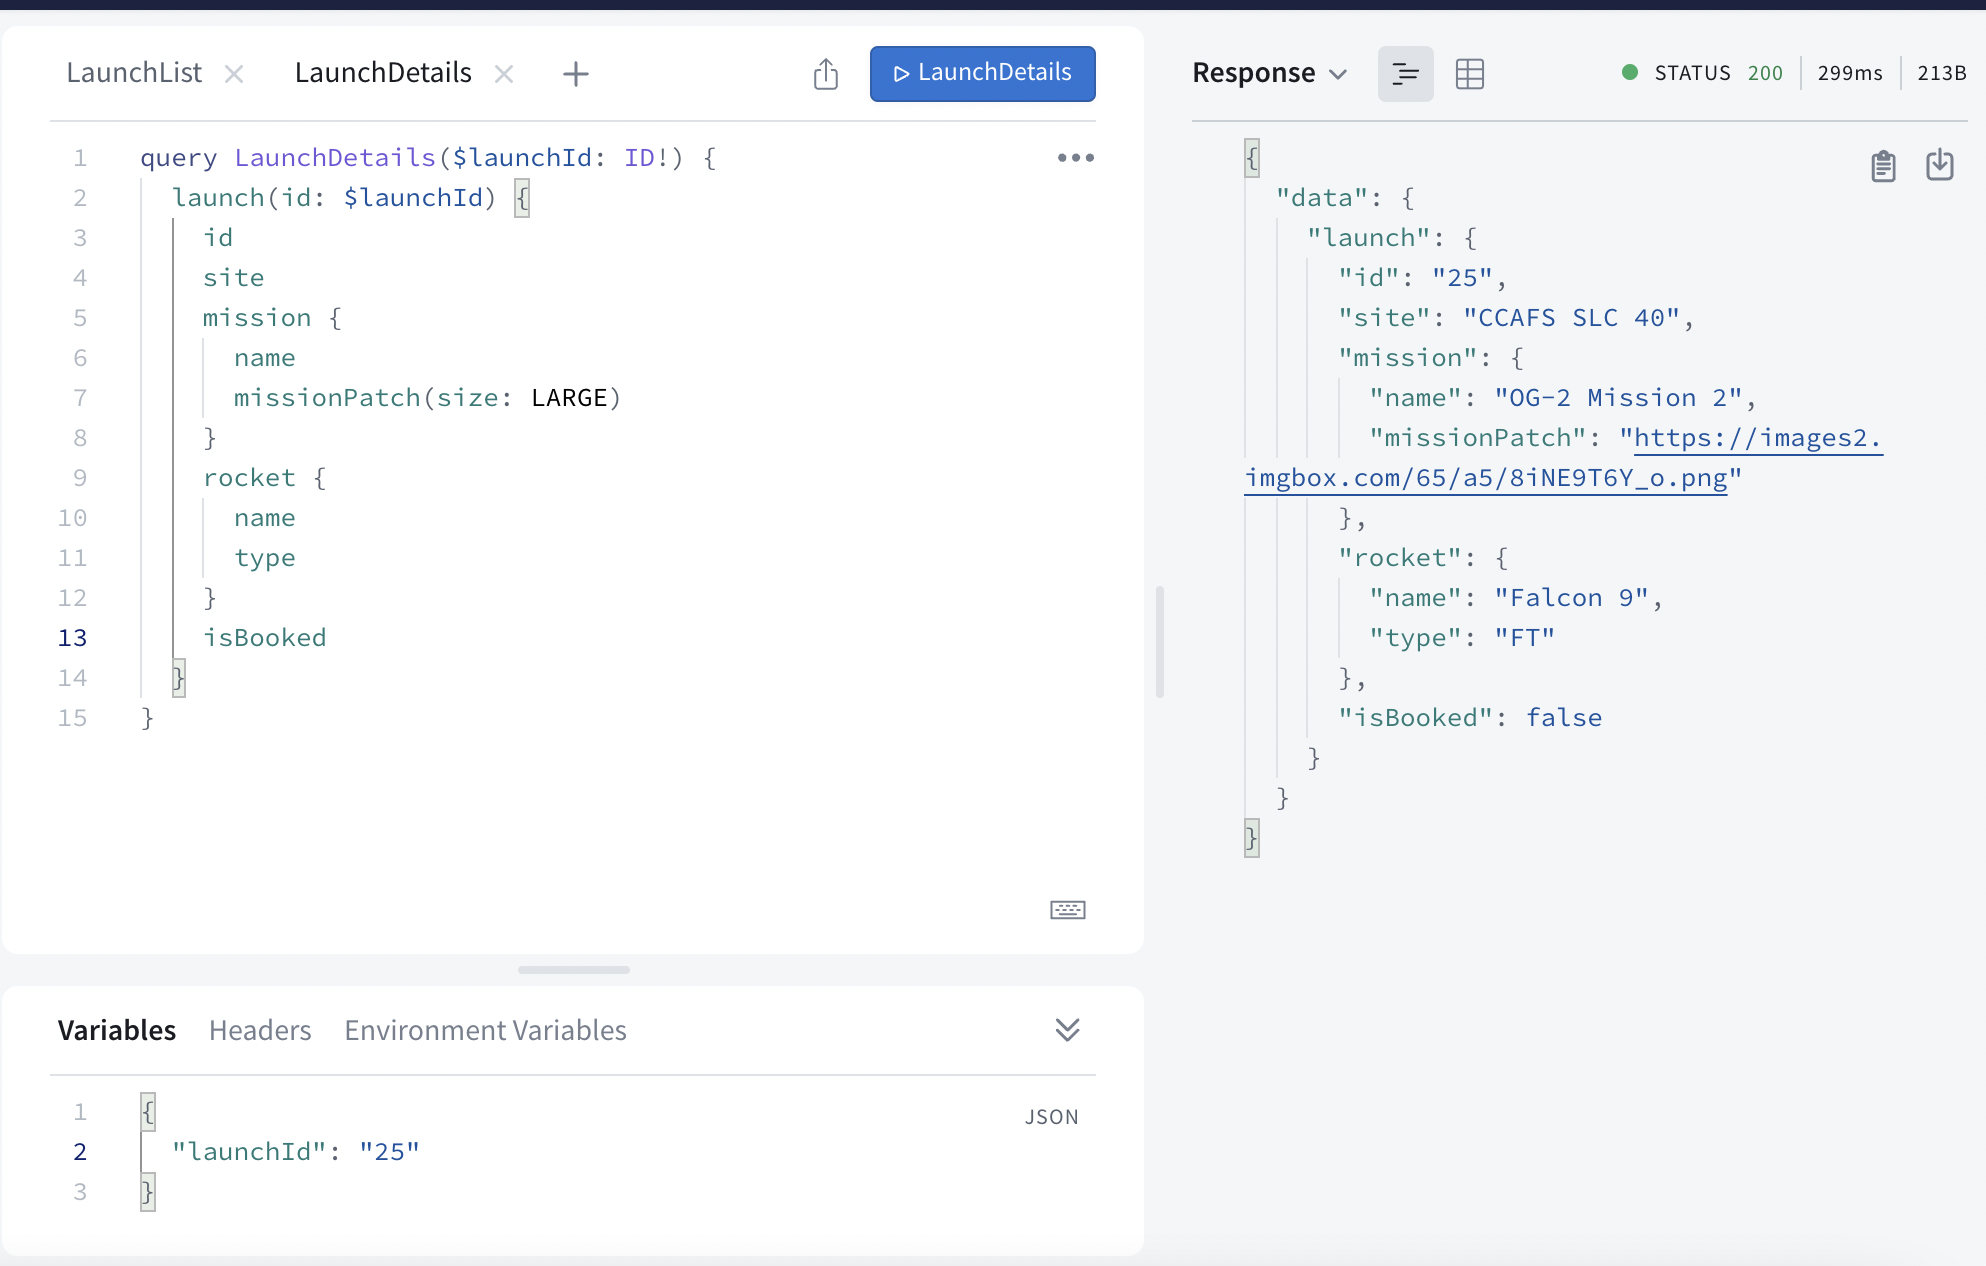 LaunchList LaunchDetails
LaunchDetails
1 query LaunchDetails($launchId: ID!) {
2 launch(id: $launchId) {
3 id
4 site
5 mission {
6 name
7 missionPatch(size: LARGE)
8 }
9 rocket {
10 name
11 type
12 }
13 isBooked
14 }
15 }
Variables Headers Environment Variables
JSON
1 {
2 "launchId": "25"
3 }
Response STATUS 200 299ms 213B
{
"data": {
"launch": {
"id": "25",
"site": "CCAFS SLC 40",
"mission": {
"name": "OG-2 Mission 2",
"missionPatch": "https://images2.
imgbox.com/65/a5/8iNE9T6Y_o.png"
},
"rocket": {
"name": "Falcon 9",
"type": "FT"
},
"isBooked": false
}
}
}